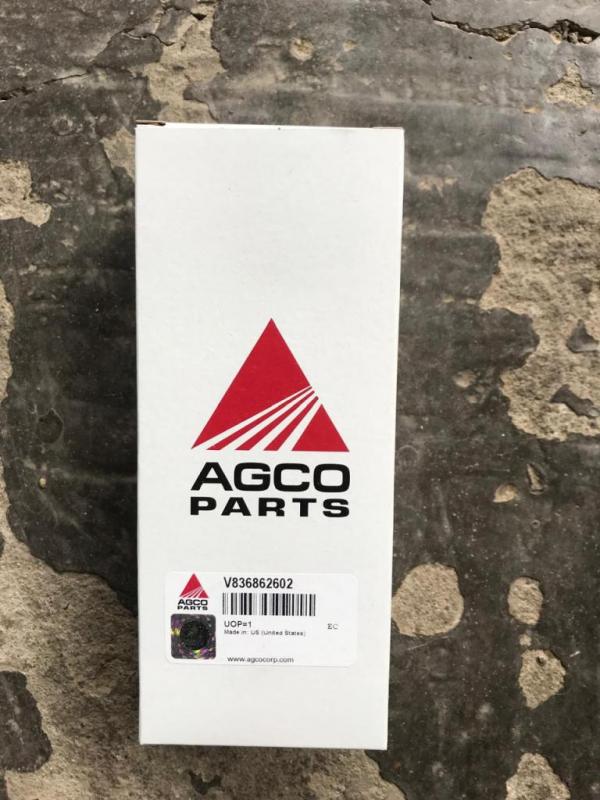 AGCO
PARTS
AGCO
PARTS
V836862602
UOP=1
Made in: US (United States)
EC
www.agcocorp.com